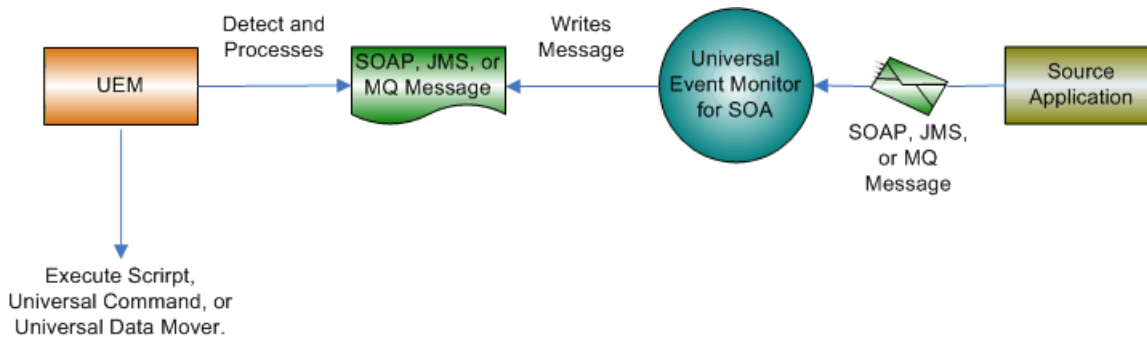 Detect and
Processes
Writes
Message
UEM
SOAP, JMS, or
MQ Message
Universal
Event Monitor
for SOA
Source
Application
SOAP, JMS,
or MQ
Message
Execute Scrirpt,
Universal Command, or
Universal Data Mover.